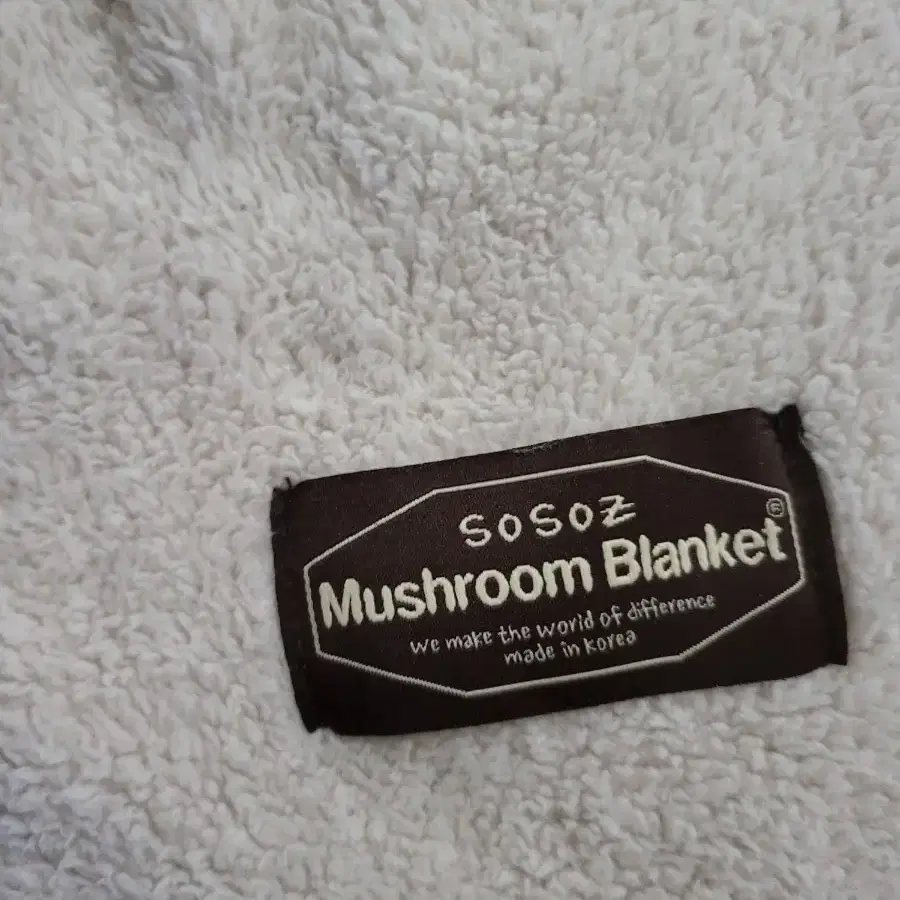 SoSoZ
Mushroom Blanket®
we make the world of difference
made in korea